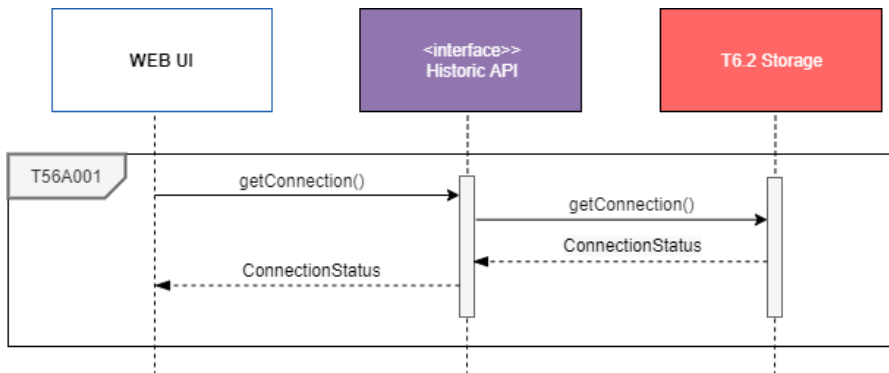 WEB UI
<interface>>
Historic API
T6.2 Storage
T56A001
getConnection()
getConnection()
ConnectionStatus
ConnectionStatus